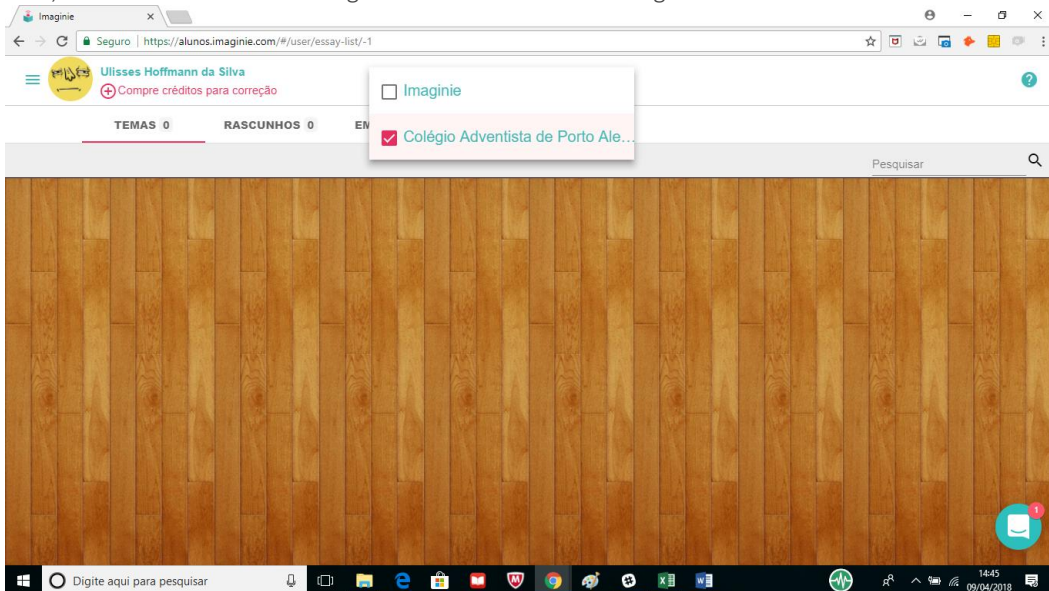 Imaginie
Seguro | https://alunos.imaginie.com/#/user/essay-list/-1
Ulisses Hoffmann da Silva
Compre créditos para correção
?
Imaginie
Colégio Adventista de Porto Ale...
TEMAS 0 RASCUNHOS 0 EM
Pesquisar
1
Digite aqui para pesquisar
14:45
09/04/2018